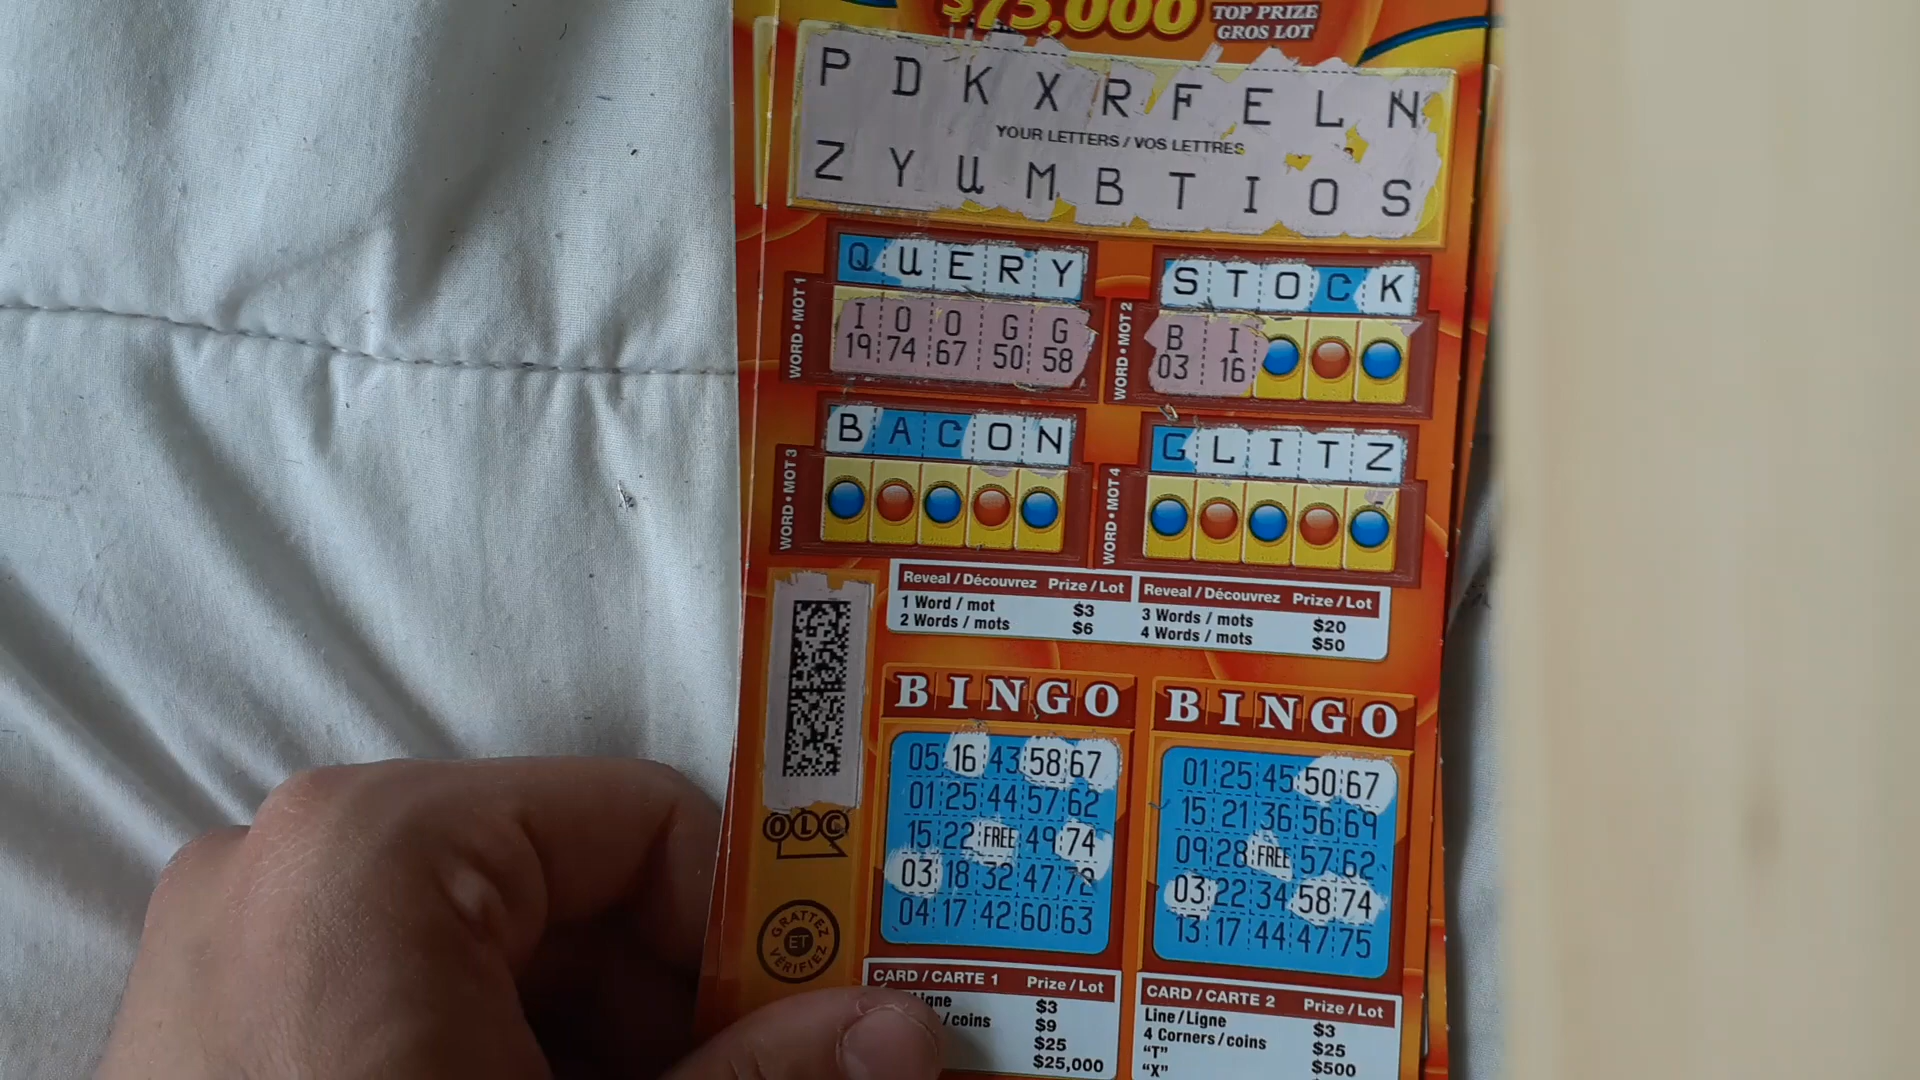 $75,000 TOP PRIZE
GROS LOT
P D K X R F E L N
YOUR LETTERS / VOS LETTRES
Z Y U M B T I O S
WORD • MOT 1
QUERY
I O O G G
19 74 67 50 58
WORD • MOT 2
STOCK
B I
03 16
WORD • MOT 3
BACON
WORD • MOT 4
GLITZ
Reveal / Découvrez Prize / Lot
1 Word / mot $3
2 Words / mots $6
Reveal / Découvrez Prize / Lot
3 Words / mots $20
4 Words / mots $50
OLG
GRATTEZ
ET
VÉRIFIEZ
BINGO
05 16 43 58 67
01 25 44 57 62
15 22 FREE 49 74
03 18 32 47 72
04 17 42 60 63
BINGO
01 25 45 50 67
15 21 36 56 69
09 28 FREE 57 62
03 22 34 58 74
13 17 44 47 75
CARD / CARTE 1 Prize / Lot
Ligne $3
/coins $9
$25
$25,000
CARD / CARTE 2 Prize / Lot
Line / Ligne $3
4 Corners / coins $25
"T" $500
"X"